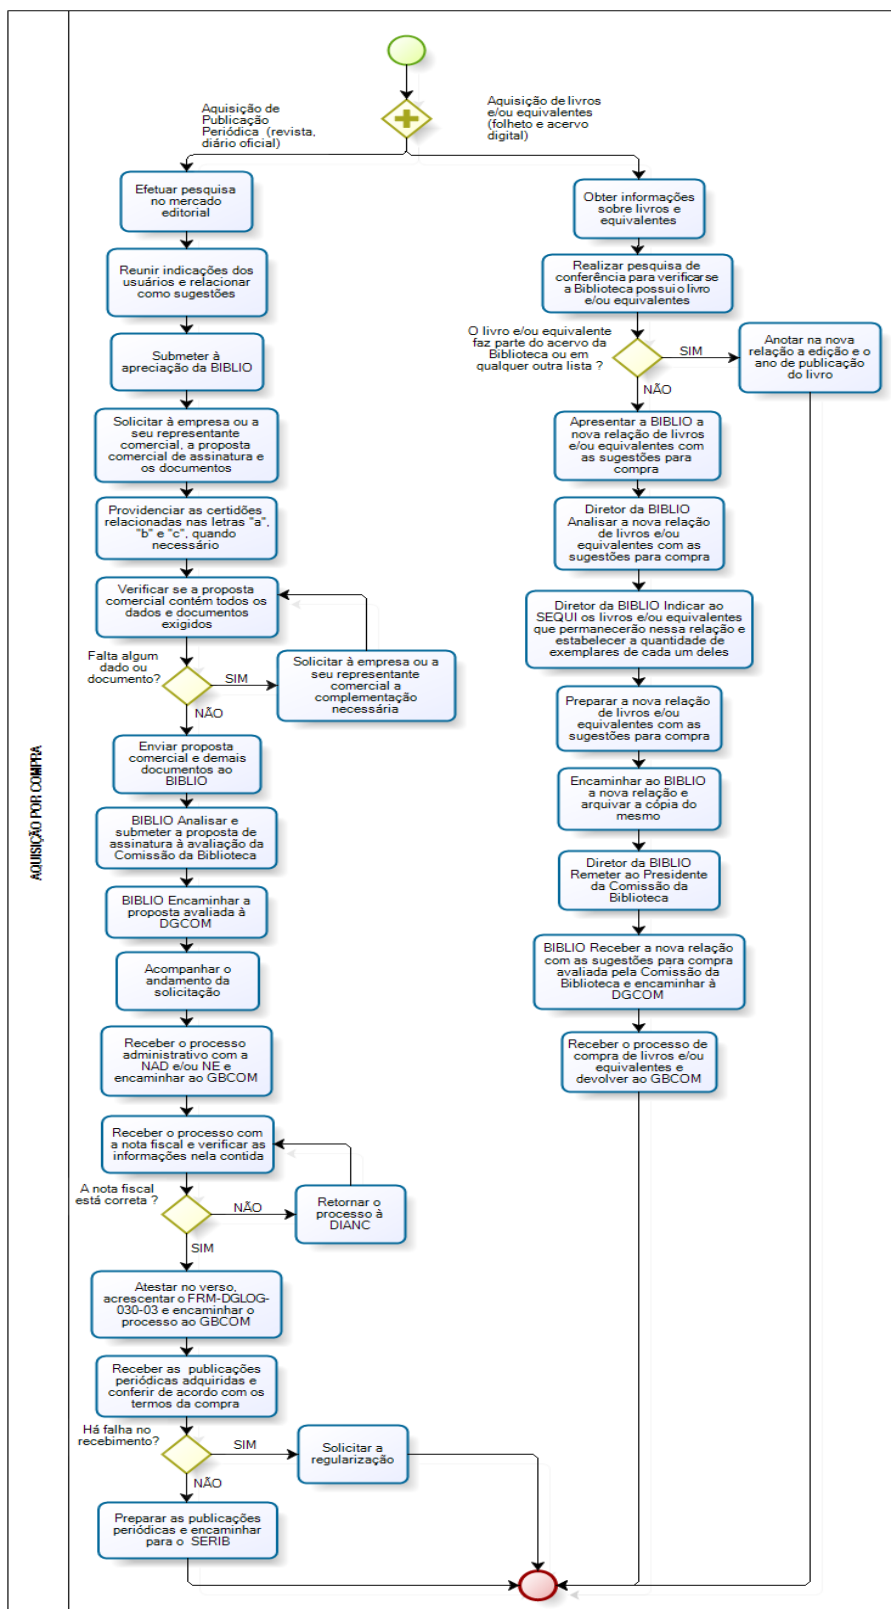 AQUISIÇÃO POR COMPRA
Aquisição de
Publicação
Periódica (revista,
diário oficial)
Aquisição de livros
e/ou equivalentes
(folheto e acervo
digital)
Efetuar pesquisa
no mercado
editorial
Reunir indicações dos
usuários e relacionar
como sugestões
Submeter à
apreciação da BIBLIO
Solicitar à empresa ou a
seu representante
comercial, a proposta
comercial de assinatura e
os documentos
Providenciar as certidões
relacionadas nas letras "a",
"b" e "c", quando
necessário
Verificar se a proposta
comercial contém todos os
dados e documentos
exigidos
Falta algum
dado ou
documento?
SIM
Solicitar à empresa ou a
seu representante
comercial a
complementação
necessária
NÃO
Enviar proposta
comercial e demais
documentos ao
BIBLIO
BIBLIO Analisar e
submeter a proposta de
assinatura à avaliação da
Comissão da Biblioteca
BIBLIO Encaminhar a
proposta avaliada à
DGCOM
Acompanhar o
andamento da
solicitação
Receber o processo
administrativo com a
NAD e/ou NE e
encaminhar ao GBCOM
Receber o processo com
a nota fiscal e verificar as
informações nela contida
A nota fiscal
está correta ?
NÃO
Retornar o
processo à
DIANC
SIM
Atestar no verso,
acrescentar o FRM-DGLOG-
030-03 e encaminhar o
processo ao GBCOM
Receber as publicações
periódicas adquiridas e
conferir de acordo com os
termos da compra
Há falha no
recebimento?
SIM
Solicitar a
regularização
NÃO
Preparar as publicações
periódicas e encaminhar
para o SERIB
Obter informações
sobre livros e
equivalentes
Realizar pesquisa de
conferência para verificarse
a Biblioteca possui o livro
e/ou equivalentes
O livro e/ou equivalente
faz parte do acervo da
Biblioteca ou em
qualquer outra lista ?
SIM
Anotar na nova
relação a edição e o
ano de publicação
do livro
NÃO
Apresentar a BIBLIO a
nova relação de livros
e/ou equivalentes com
as sugestões para
compra
Diretor da BIBLIO
Analisar a nova relação
de livros e/ou
equivalentes com as
sugestões para compra
Diretor da BIBLIO Indicar ao
SEQUI os livros e/ou equivalentes
que permanecerão nessa relação e
estabelecer a quantidade de
exemplares de cada um deles
Preparar a nova relação
de livros e/ou
equivalentes com as
sugestões para compra
Encaminhar ao BIBLIO
a nova relação e
arquivar a cópia do
mesmo
Diretor da BIBLIO
Remeter ao Presidente
da Comissão da
Biblioteca
BIBLIO Receber a nova relação
com as sugestões para compra
avaliada pela Comissão da
Biblioteca e encaminhar à
DGCOM
Receber o processo de
compra de livros e/ou
equivalentes e
devolver ao GBCOM